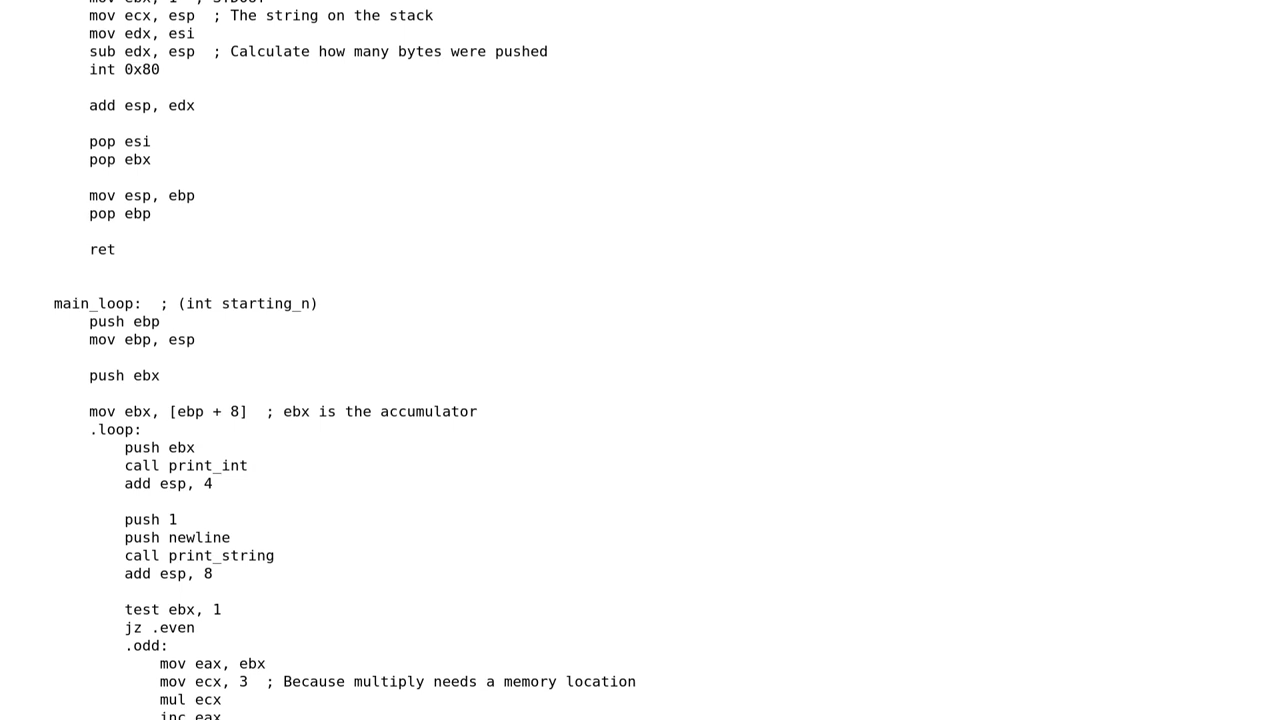 mov ecx, esp  ; The string on the stack
mov edx, esi
sub edx, esp  ; Calculate how many bytes were pushed
int 0x80
add esp, edx
pop esi
pop ebx
mov esp, ebp
pop ebp
ret
main_loop:  ; (int starting_n)
push ebp
mov ebp, esp
push ebx
mov ebx, [ebp + 8]  ; ebx is the accumulator
.loop:
push ebx
call print_int
add esp, 4
push 1
push newline
call print_string
add esp, 8
test ebx, 1
jz .even
.odd:
mov eax, ebx
mov ecx, 3  ; Because multiply needs a memory location
mul ecx
inc eax